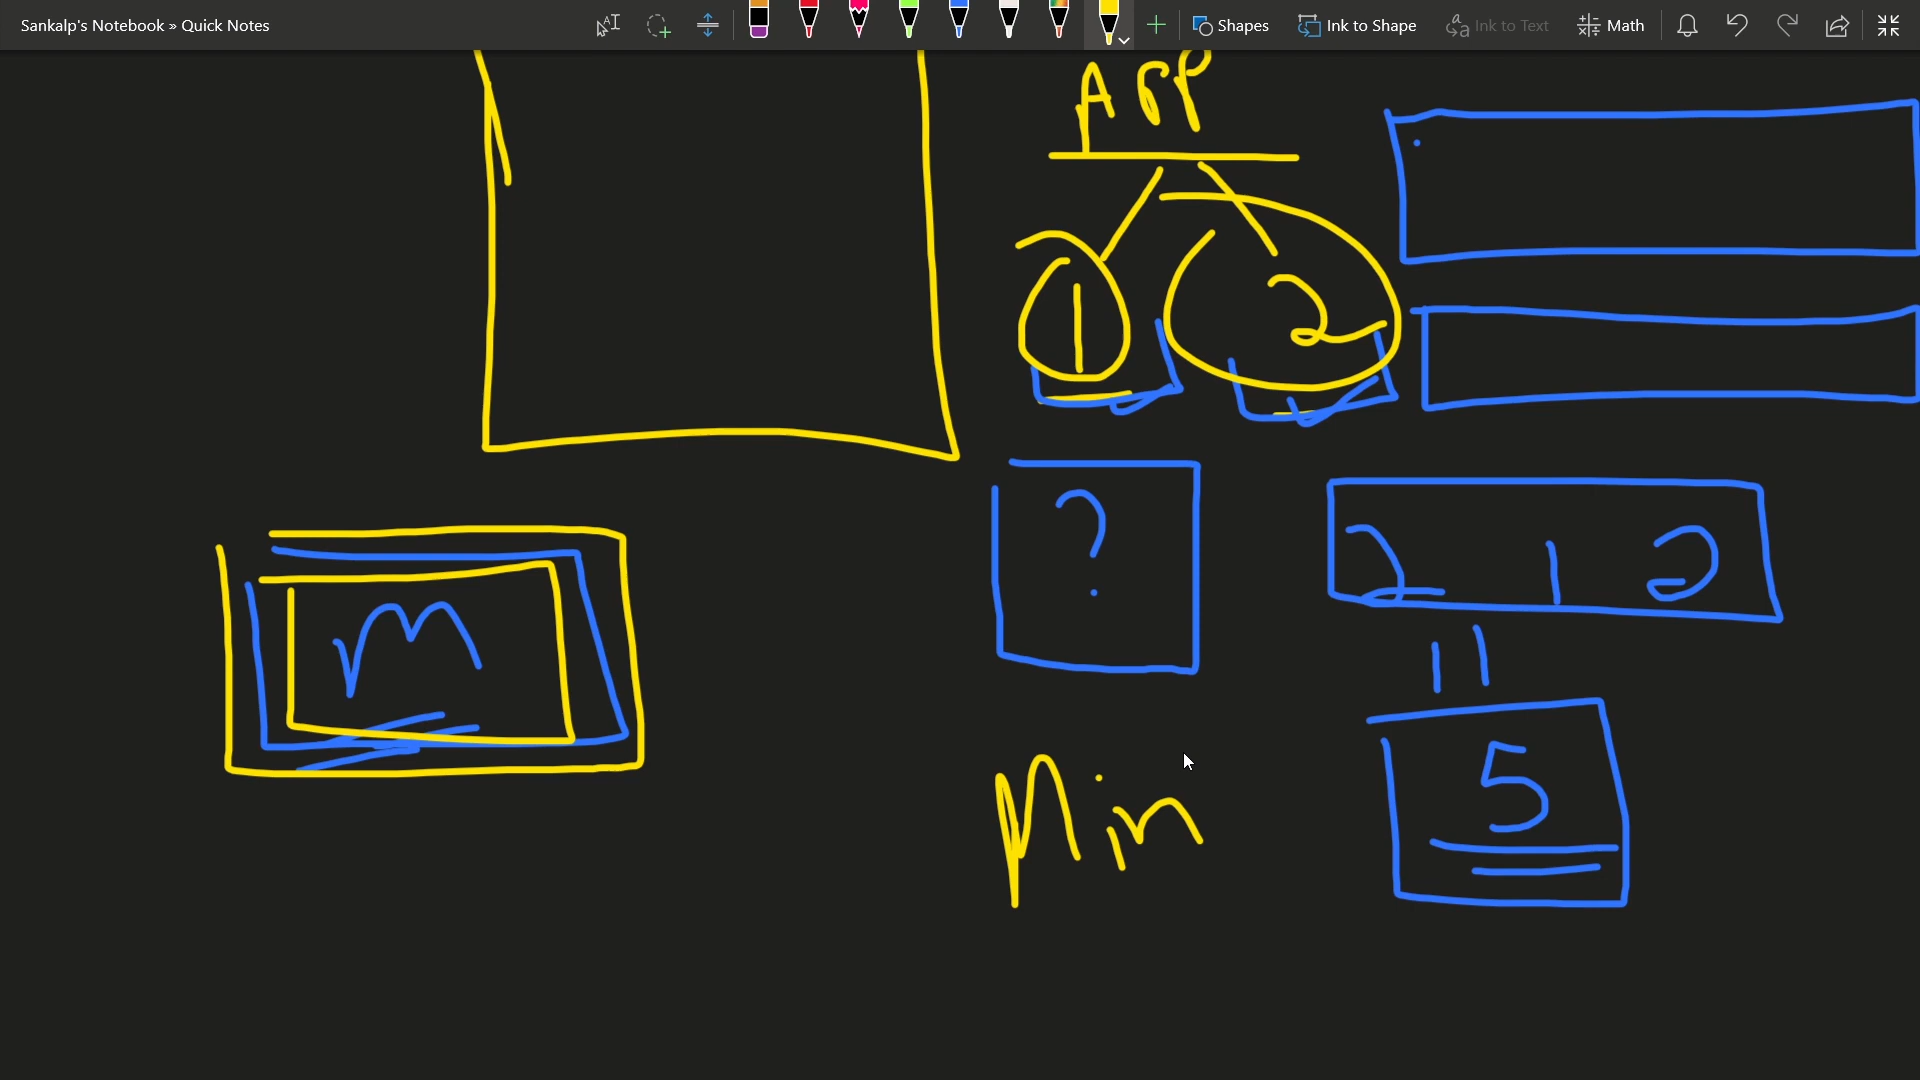 Sankalp's Notebook » Quick Notes
Shapes
Ink to Shape
Ink to Text
Math
APP
1 2
?
2 1 2
m
11
5
Min